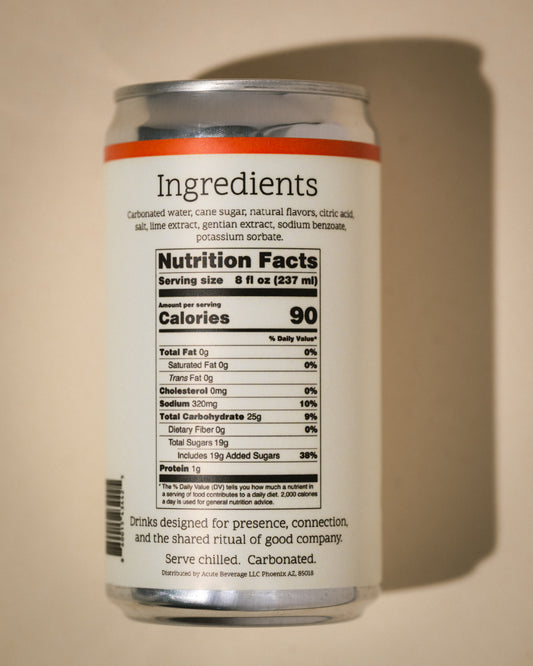 Ingredients
Carbonated water, cane sugar, natural flavors, citric acid,
salt, lime extract, gentian extract, sodium benzoate,
potassium sorbate.
Nutrition Facts
Serving size 8 fl oz (237 ml)
Amount per serving
Calories 90
% Daily Value*
Total Fat 0g 0%
Saturated Fat 0g 0%
Trans Fat 0g
Cholesterol 0mg 0%
Sodium 320mg 10%
Total Carbohydrate 25g 9%
Dietary Fiber 0g 0%
Total Sugars 19g
Includes 19g Added Sugars 38%
Protein 1g
* The % Daily Value (DV) tells you how much a nutrient in
a serving of food contributes to a daily diet. 2,000 calories
a day is used for general nutrition advice.
Drinks designed for presence, connection,
and the shared ritual of good company.
Serve chilled. Carbonated.
Distributed by Acute Beverage LLC Phoenix AZ, 85018